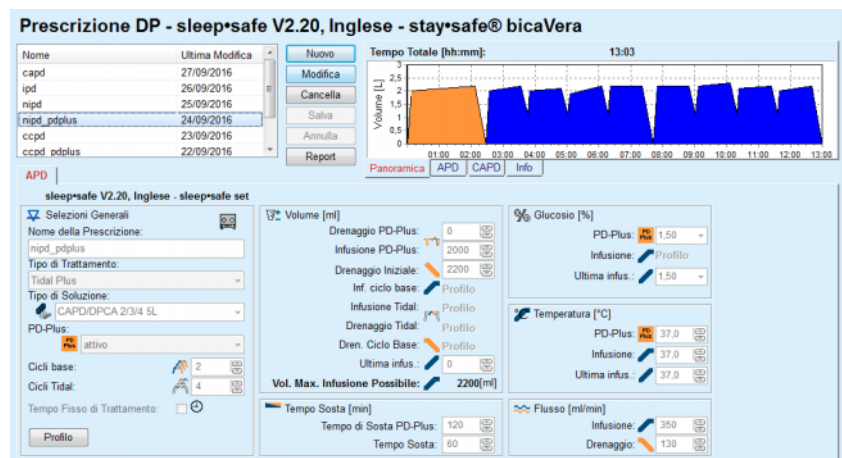 Prescrizione DP - sleep•safe V2.20, Inglese - stay•safe® bicaVera
Nome Ultima Modifica
capd 27/09/2016
ipd 26/09/2016
nipd 25/09/2016
nipd_pdplus 24/09/2016
ccpd 23/09/2016
ccpd_pdplus 22/09/2016
Nuovo
Modifica
Cancella
Salva
Annulla
Report
Tempo Totale [hh:mm]: 13:03
Volume [L]
3
2,5
2
1,5
1
0,5
0
01:00 02:00 03:00 04:00 05:00 06:00 07:00 08:00 09:00 10:00 11:00 12:00 13:00
Panoramica APD CAPD Info
APD
sleep•safe V2.20, Inglese - sleep•safe set
Selezioni Generali
Nome della Prescrizione:
nipd_pdplus
Tipo di Trattamento:
Tidal Plus
Tipo di Soluzione:
CAPD/DPCA 2/3/4 5L
PD-Plus:
PD Plus attivo
Cicli base: 2
Cicli Tidal: 4
Tempo Fisso di Trattamento:
Profilo
Volume [ml]
Drenaggio PD-Plus: 0
Infusione PD-Plus: 2000
Drenaggio Iniziale: 2200
Inf. ciclo base: Profilo
Infusione Tidal: Profilo
Drenaggio Tidal: Profilo
Dren. Ciclo Base: Profilo
Ultima infus.: 0
Vol. Max. Infusione Possibile: 2200[ml]
Tempo Sosta [min]
Tempo di Sosta PD-Plus: 120
Tempo Sosta: 60
% Glucosio [%]
PD-Plus: PD Plus 1,50
Infusione: Profilo
Ultima infus.: 1,50
°C Temperatura [°C]
PD-Plus: PD Plus 37,0
Infusione: 37,0
Ultima infus.: 37,0
Flusso [ml/min]
Infusione: 350
Drenaggio: 130